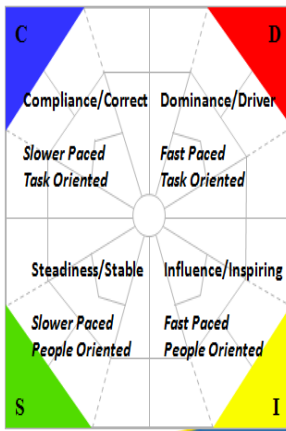 C D
Compliance/Correct Dominance/Driver
Slower Paced Fast Paced
Task Oriented Task Oriented
Steadiness/Stable Influence/Inspiring
Slower Paced Fast Paced
People Oriented People Oriented
S I